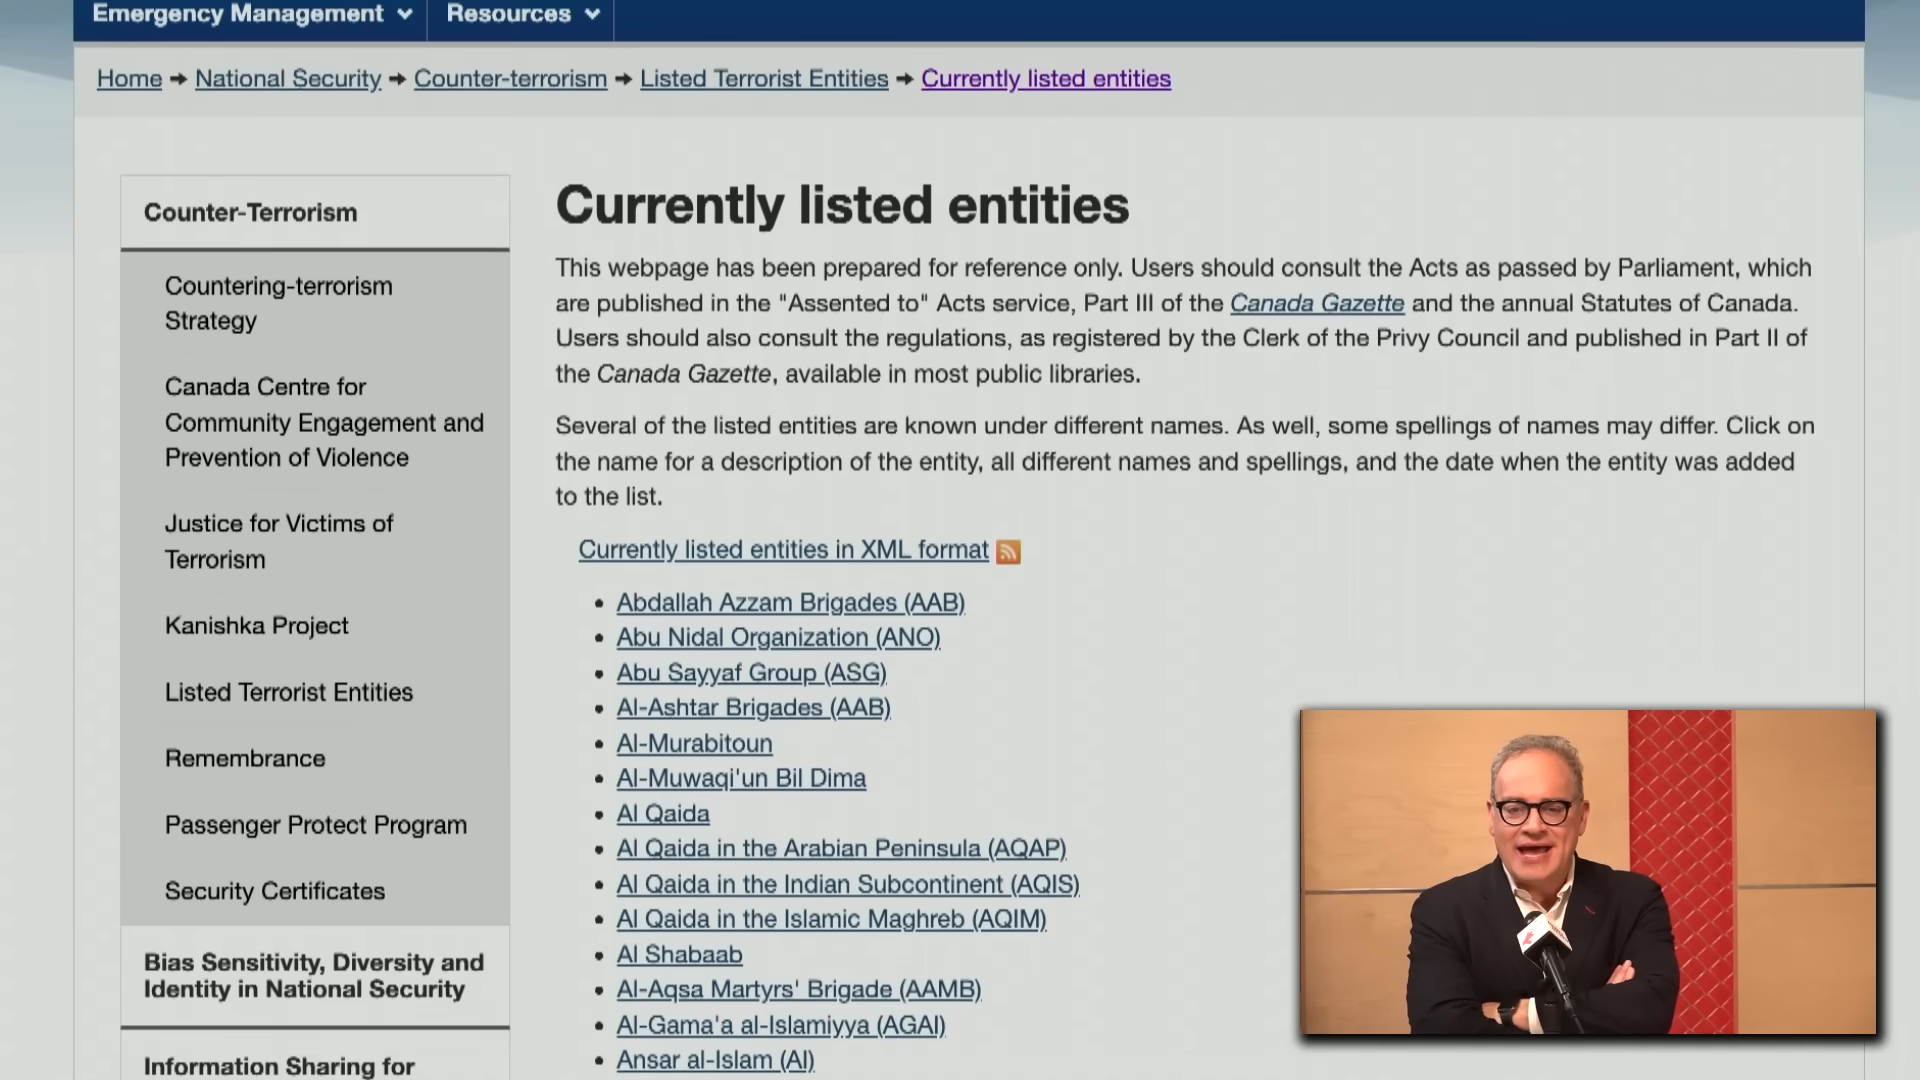 Emergency Management
Resources
Home → National Security → Counter-terrorism → Listed Terrorist Entities → Currently listed entities
Counter-Terrorism
Countering-terrorism
Strategy
Canada Centre for
Community Engagement and
Prevention of Violence
Justice for Victims of
Terrorism
Kanishka Project
Listed Terrorist Entities
Remembrance
Passenger Protect Program
Security Certificates
Bias Sensitivity, Diversity and
Identity in National Security
Information Sharing for
Currently listed entities
This webpage has been prepared for reference only. Users should consult the Acts as passed by Parliament, which
are published in the "Assented to" Acts service, Part III of the Canada Gazette and the annual Statutes of Canada.
Users should also consult the regulations, as registered by the Clerk of the Privy Council and published in Part II of
the Canada Gazette, available in most public libraries.
Several of the listed entities are known under different names. As well, some spellings of names may differ. Click on
the name for a description of the entity, all different names and spellings, and the date when the entity was added
to the list.
Currently listed entities in XML format
• Abdallah Azzam Brigades (AAB)
• Abu Nidal Organization (ANO)
• Abu Sayyaf Group (ASG)
• Al-Ashtar Brigades (AAB)
• Al-Murabitoun
• Al-Muwaqi'un Bil Dima
• Al Qaida
• Al Qaida in the Arabian Peninsula (AQAP)
• Al Qaida in the Indian Subcontinent (AQIS)
• Al Qaida in the Islamic Maghreb (AQIM)
• Al Shabaab
• Al-Aqsa Martyrs' Brigade (AAMB)
• Al-Gama'a al-Islamiyya (AGAI)
• Ansar al-Islam (AI)